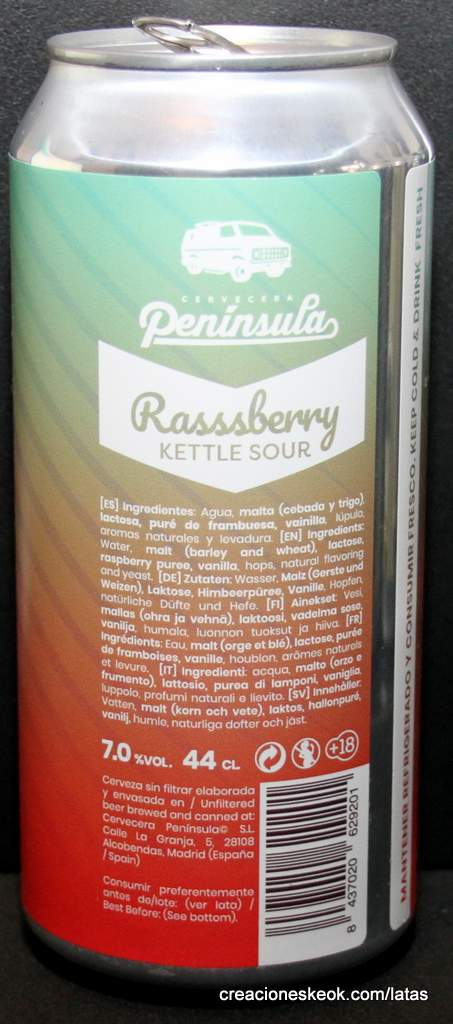 CERVECERA
Península
Rasssberry
KETTLE SOUR
[ES] Ingredientes: Agua, malta (cebada y trigo),
lactosa, puré de frambuesa, vainilla, lúpulo,
aromas naturales y levadura. [EN] Ingredients:
Water, malt (barley and wheat), lactose,
raspberry puree, vanilla, hops, natural flavoring
and yeast. [DE] Zutaten: Wasser, Malz (Gerste und
Weizen), Laktose, Himbeerpüree, Vanille, Hopfen,
natürliche Düfte und Hefe. [FI] Ainekset: Vesi,
mallas (ohra ja vehnä), laktoosi, vadelma sose,
vanilja, humala, luonnon tuoksut ja hiiva. [FR]
Ingrédients: Eau, malt (orge et blé), lactose, purée
de framboises, vanille, houblon, arômes naturels
et levure. [IT] Ingredienti: acqua, malto (orzo e
frumento), lattosio, purea di lamponi, vaniglia,
luppolo, profumi naturali e lievito. [SV] Innehåller:
Vatten, malt (korn och vete), laktos, hallonpuré,
vanilj, humle, naturliga dofter och jäst.
7.0 %VOL. 44 CL.
+18
Cerveza sin filtrar elaborada
y envasada en / Unfiltered
beer brewed and canned at:
Cervecera Península© S.L.
Calle La Granja, 5, 28108
Alcobendas, Madrid (España
/ Spain)
Consumir preferentemente
antes de/lote: (ver lata) /
Best Before: (See bottom).
8 437020 629201
MANTENER REFRIGERADO Y CONSUMIR FRESCO. KEEP COLD & DRINK FRESH
creacioneskeok.com/latas